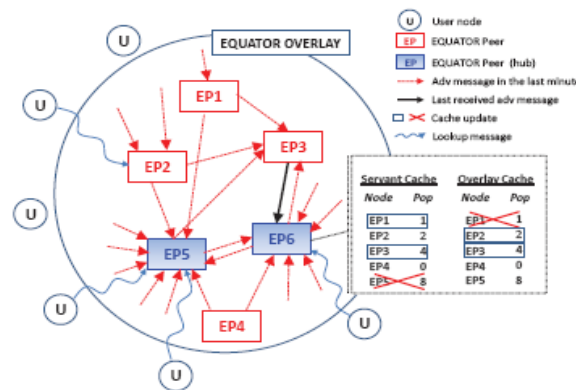 U
User node
EP
EQUATOR Peer
EP
EQUATOR Peer (hub)
Adv message in the last minute
Last received adv message
Cache update
Lookup message
EQUATOR OVERLAY
U
U
U
U
U
U
EP1
EP2
EP3
EP5
EP6
EP4
Servant Cache
Overlay Cache
Node Pop Node Pop
EP1 1 EP1 1
EP2 2 EP2 2
EP3 4 EP3 4
EP4 0 EP4 0
EP5 8 EP5 8